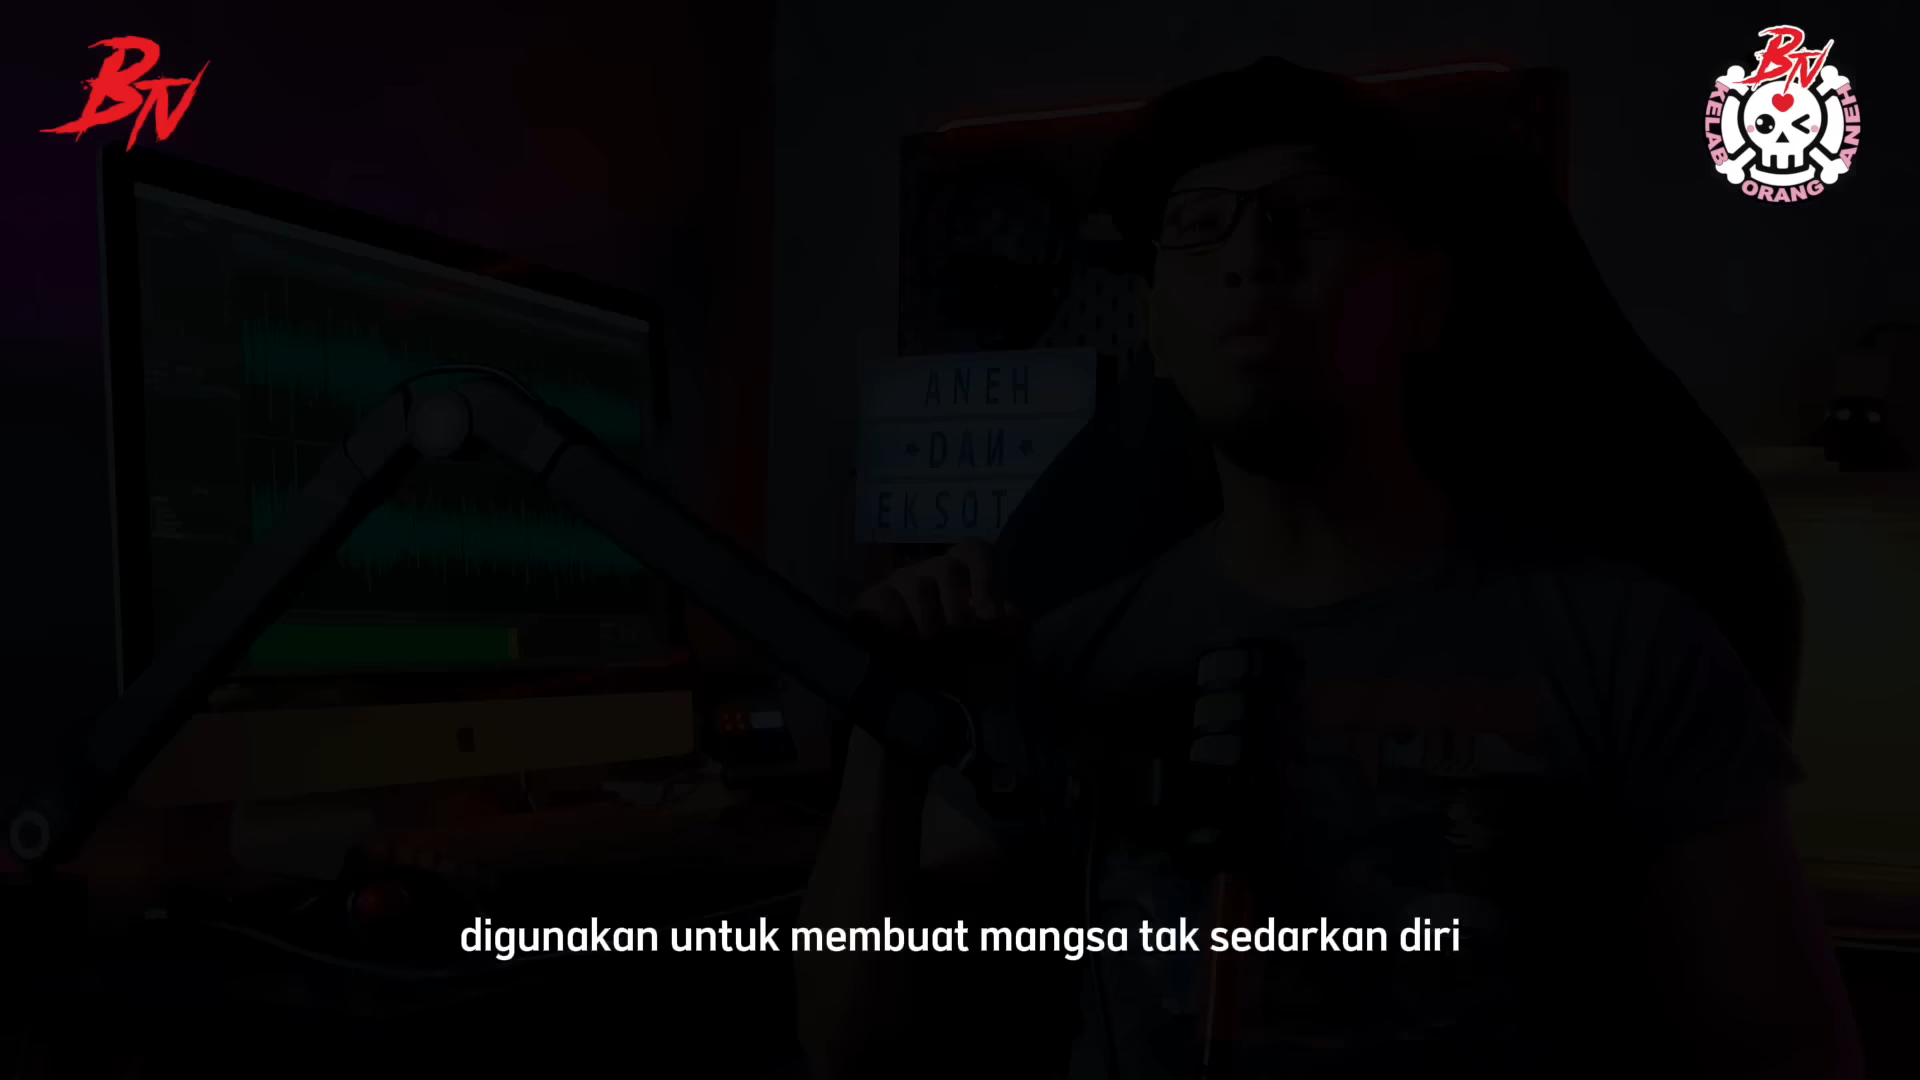 BN
BN
KELAB ORANG ANEH
ANEH
DAN
EKSOT
digunakan untuk membuat mangsa tak sedarkan diri